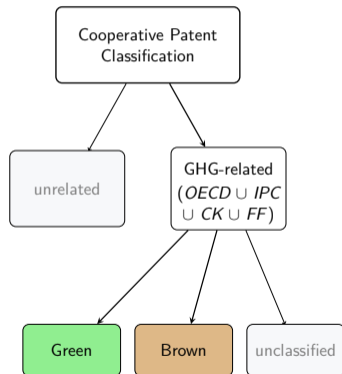 Cooperative Patent
Classification
unrelated
GHG-related
(OECD ∪ IPC
∪ CK ∪ FF)
Green
Brown
unclassified